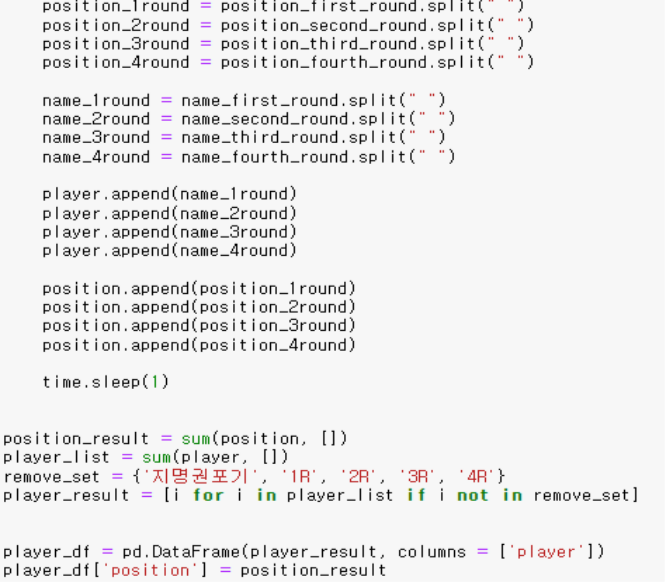 position_1round = position_first_round.split(" ")
position_2round = position_second_round.split(" ")
position_3round = position_third_round.split(" ")
position_4round = position_fourth_round.split(" ")
name_1round = name_first_round.split(" ")
name_2round = name_second_round.split(" ")
name_3round = name_third_round.split(" ")
name_4round = name_fourth_round.split(" ")
player.append(name_1round)
player.append(name_2round)
player.append(name_3round)
player.append(name_4round)
position.append(position_1round)
position.append(position_2round)
position.append(position_3round)
position.append(position_4round)
time.sleep(1)
position_result = sum(position, [])
player_list = sum(player, [])
remove_set = {'지명권포기', '1R', '2R', '3R', '4R'}
player_result = [i for i in player_list if i not in remove_set]
player_df = pd.DataFrame(player_result, columns = ['player'])
player_df['position'] = position_result